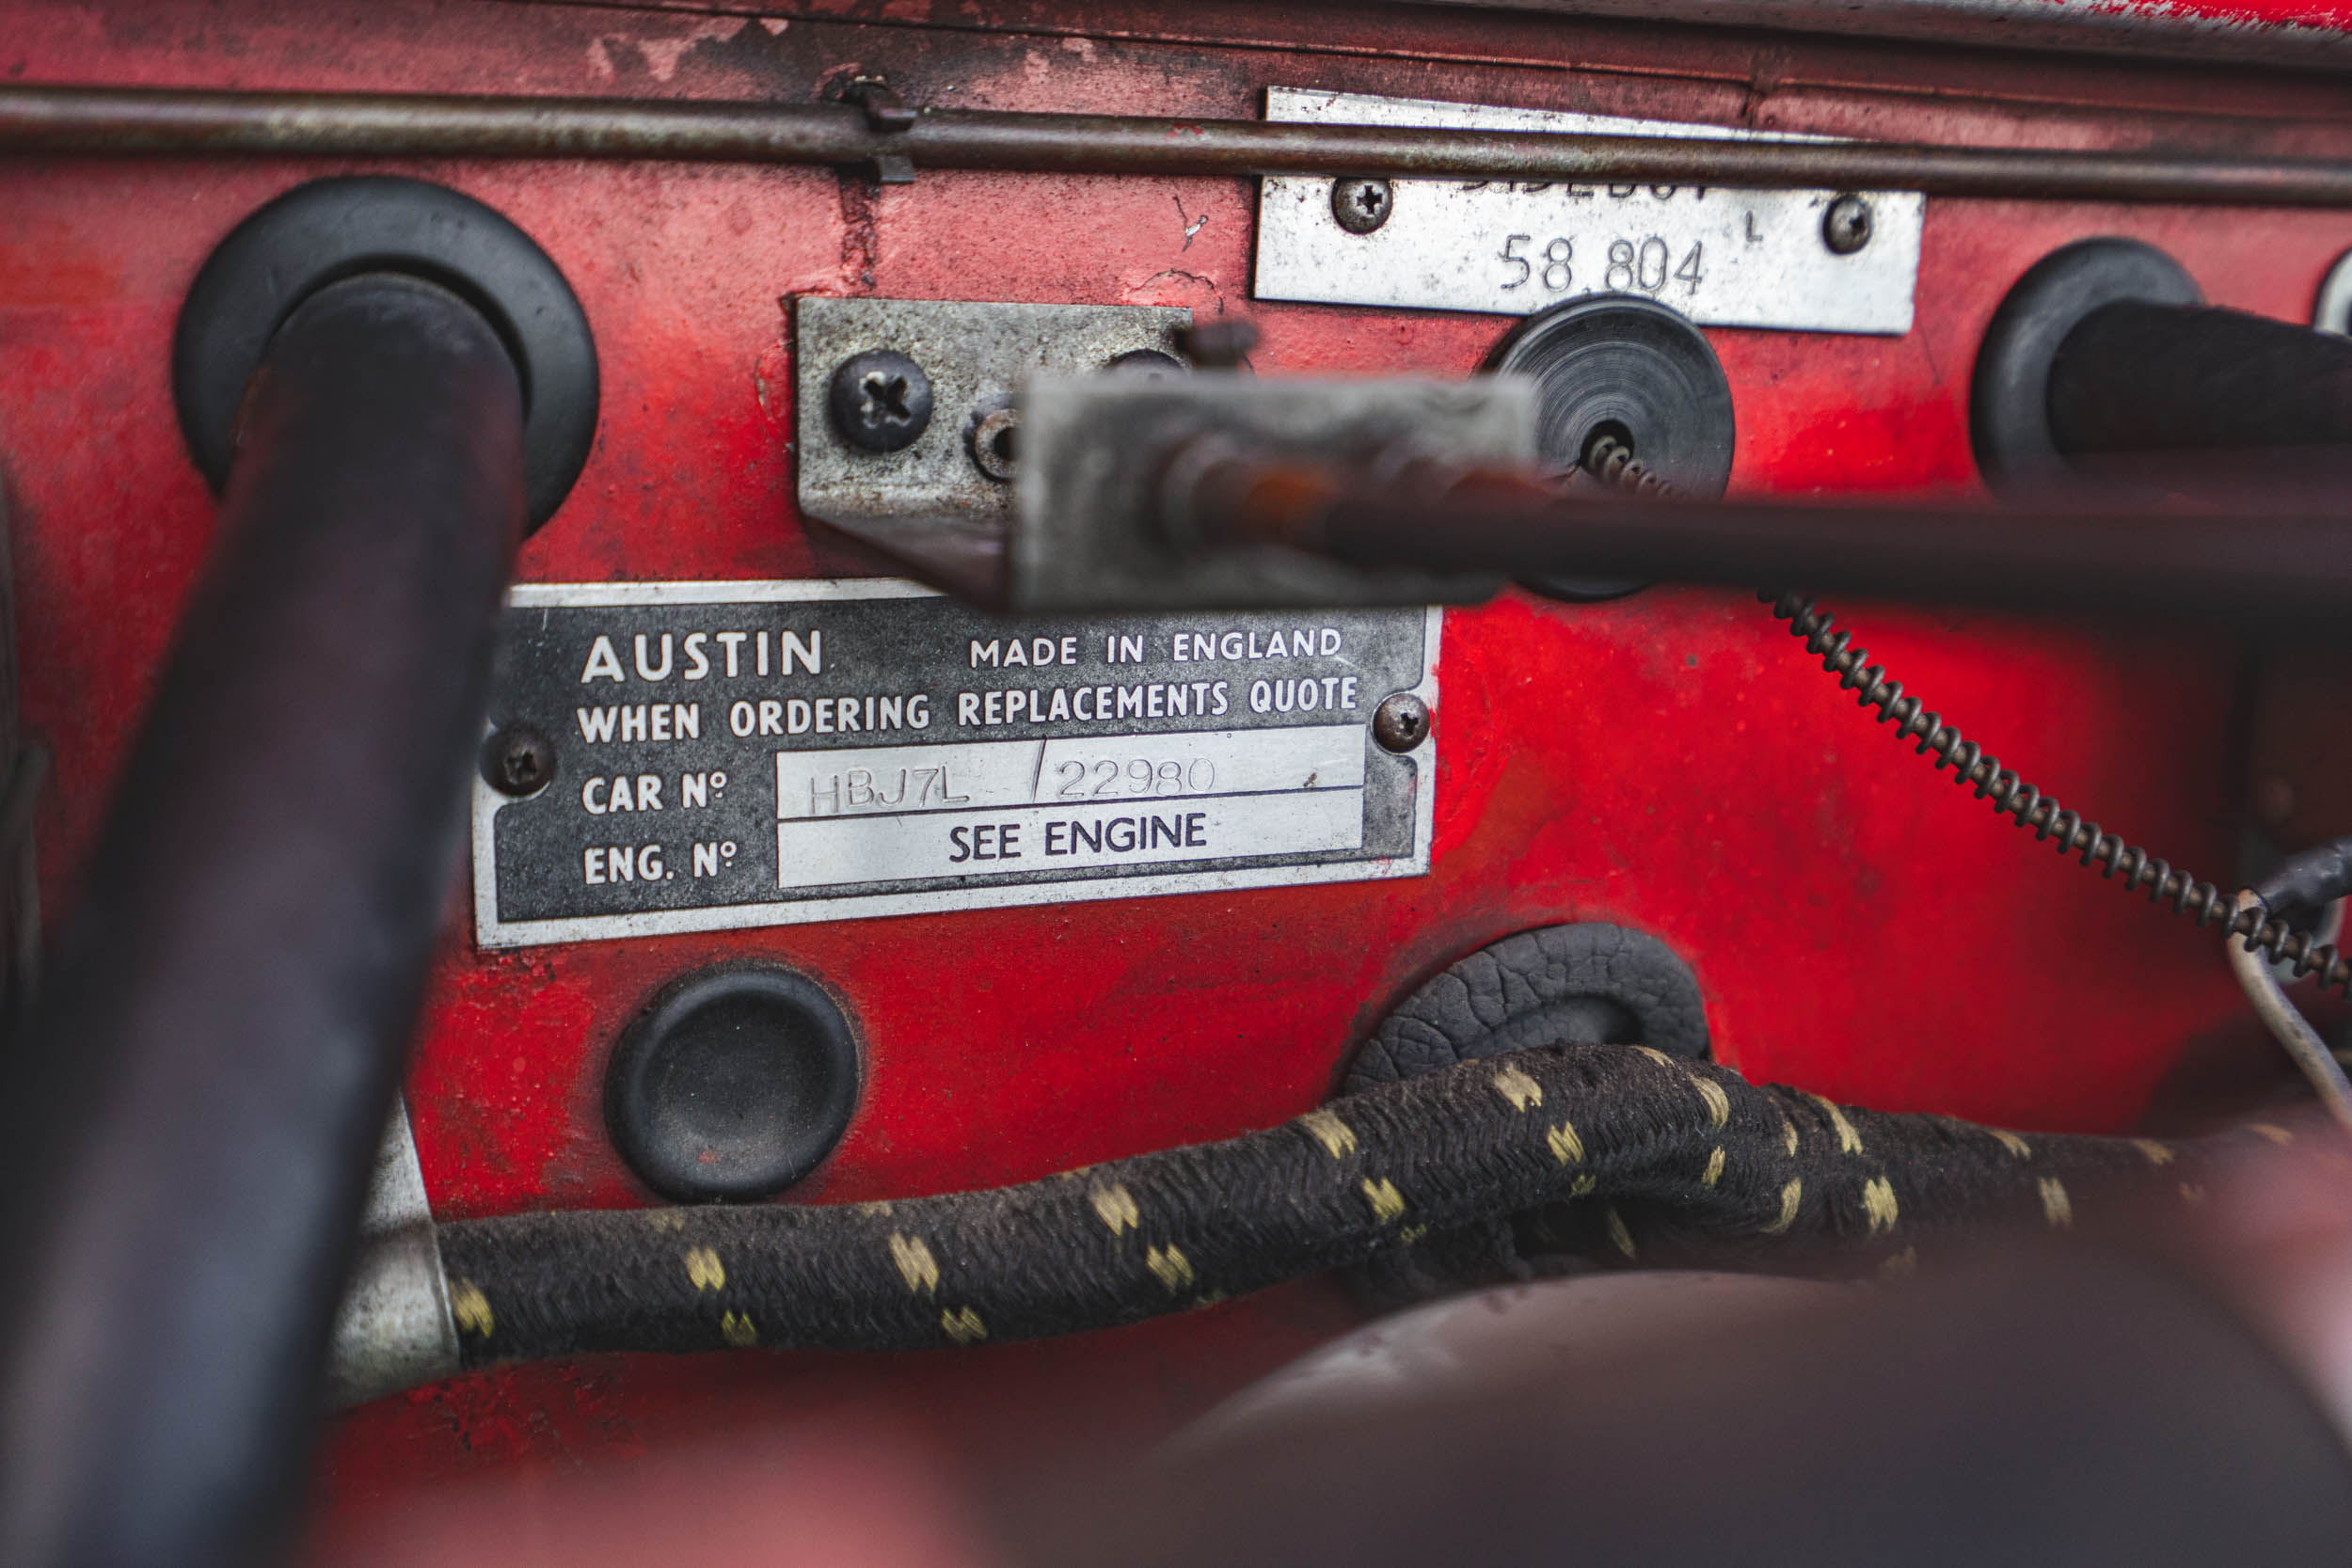 L
58 804
AUSTIN MADE IN ENGLAND
WHEN ORDERING REPLACEMENTS QUOTE
CAR Nº HBJ7L / 22980
ENG. Nº SEE ENGINE